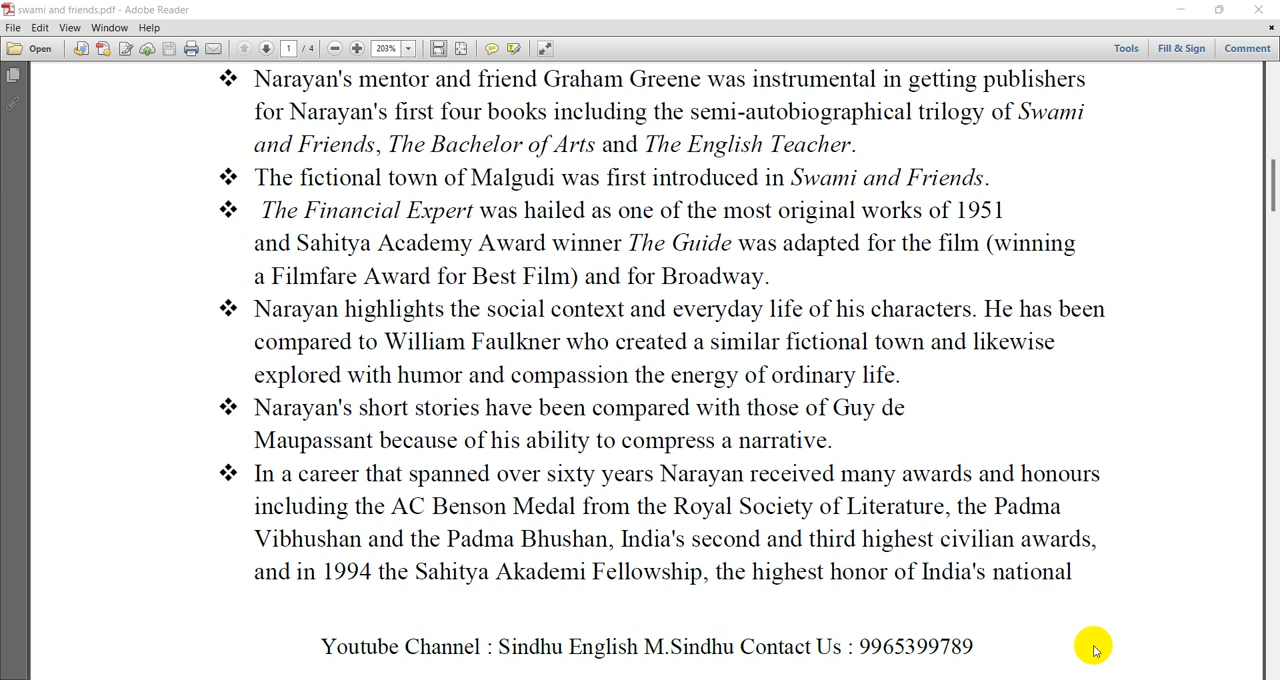 swami and friends.pdf - Adobe Reader
File Edit View Window Help
Open 1 / 4 203% Tools Fill & Sign Comment
❖ Narayan's mentor and friend Graham Greene was instrumental in getting publishers
for Narayan's first four books including the semi-autobiographical trilogy of Swami
and Friends, The Bachelor of Arts and The English Teacher.
❖ The fictional town of Malgudi was first introduced in Swami and Friends.
❖ The Financial Expert was hailed as one of the most original works of 1951
and Sahitya Academy Award winner The Guide was adapted for the film (winning
a Filmfare Award for Best Film) and for Broadway.
❖ Narayan highlights the social context and everyday life of his characters. He has been
compared to William Faulkner who created a similar fictional town and likewise
explored with humor and compassion the energy of ordinary life.
❖ Narayan's short stories have been compared with those of Guy de
Maupassant because of his ability to compress a narrative.
❖ In a career that spanned over sixty years Narayan received many awards and honours
including the AC Benson Medal from the Royal Society of Literature, the Padma
Vibhushan and the Padma Bhushan, India's second and third highest civilian awards,
and in 1994 the Sahitya Akademi Fellowship, the highest honor of India's national
Youtube Channel : Sindhu English M.Sindhu Contact Us : 9965399789